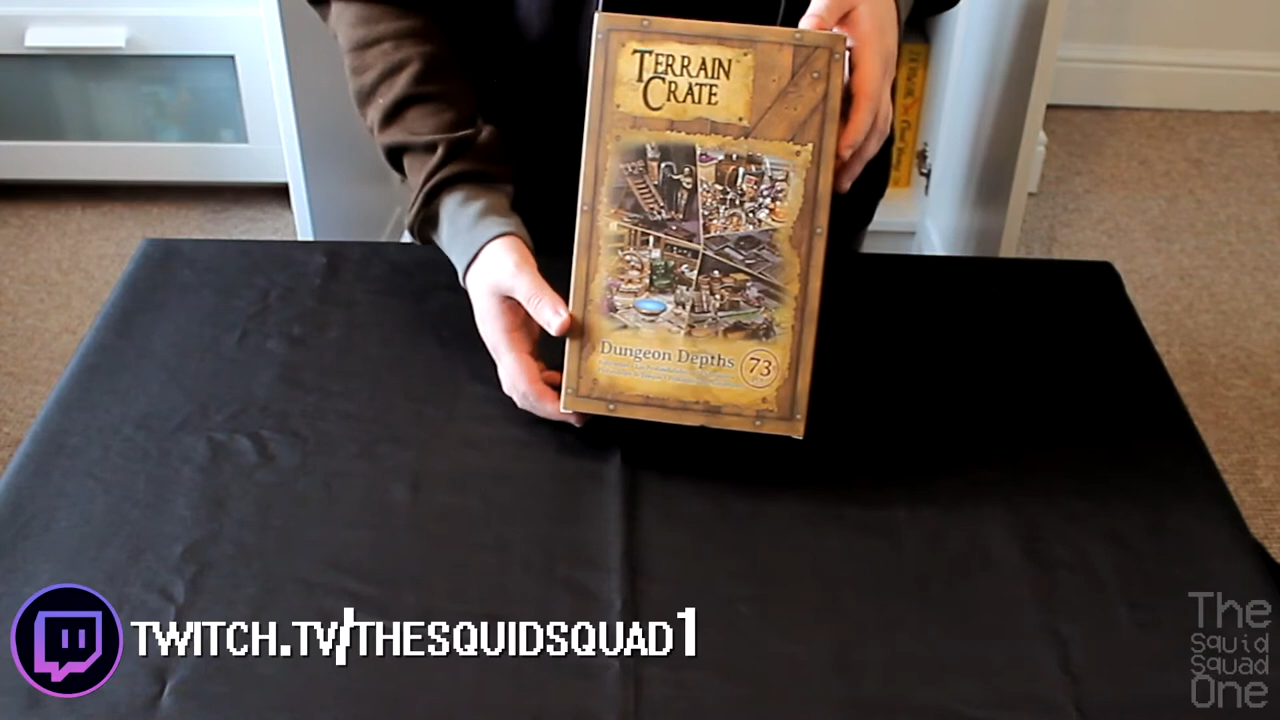 TERRAIN
CRATE
Dungeon Depths
73
TWITCH.TV/THESQUIDSQUAD1
The
Squid
Squad
One